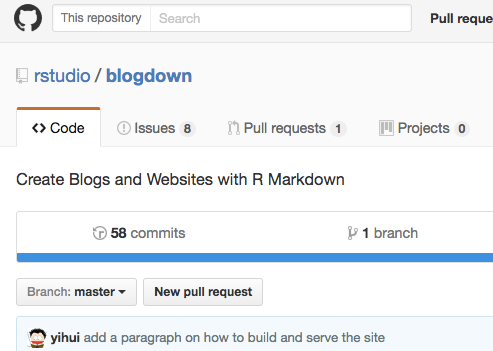 This repository Search Pull reque
rstudio / blogdown
Code Issues 8 Pull requests 1 Projects 0
Create Blogs and Websites with R Markdown
58 commits 1 branch
Branch: master New pull request
yihui add a paragraph on how to build and serve the site